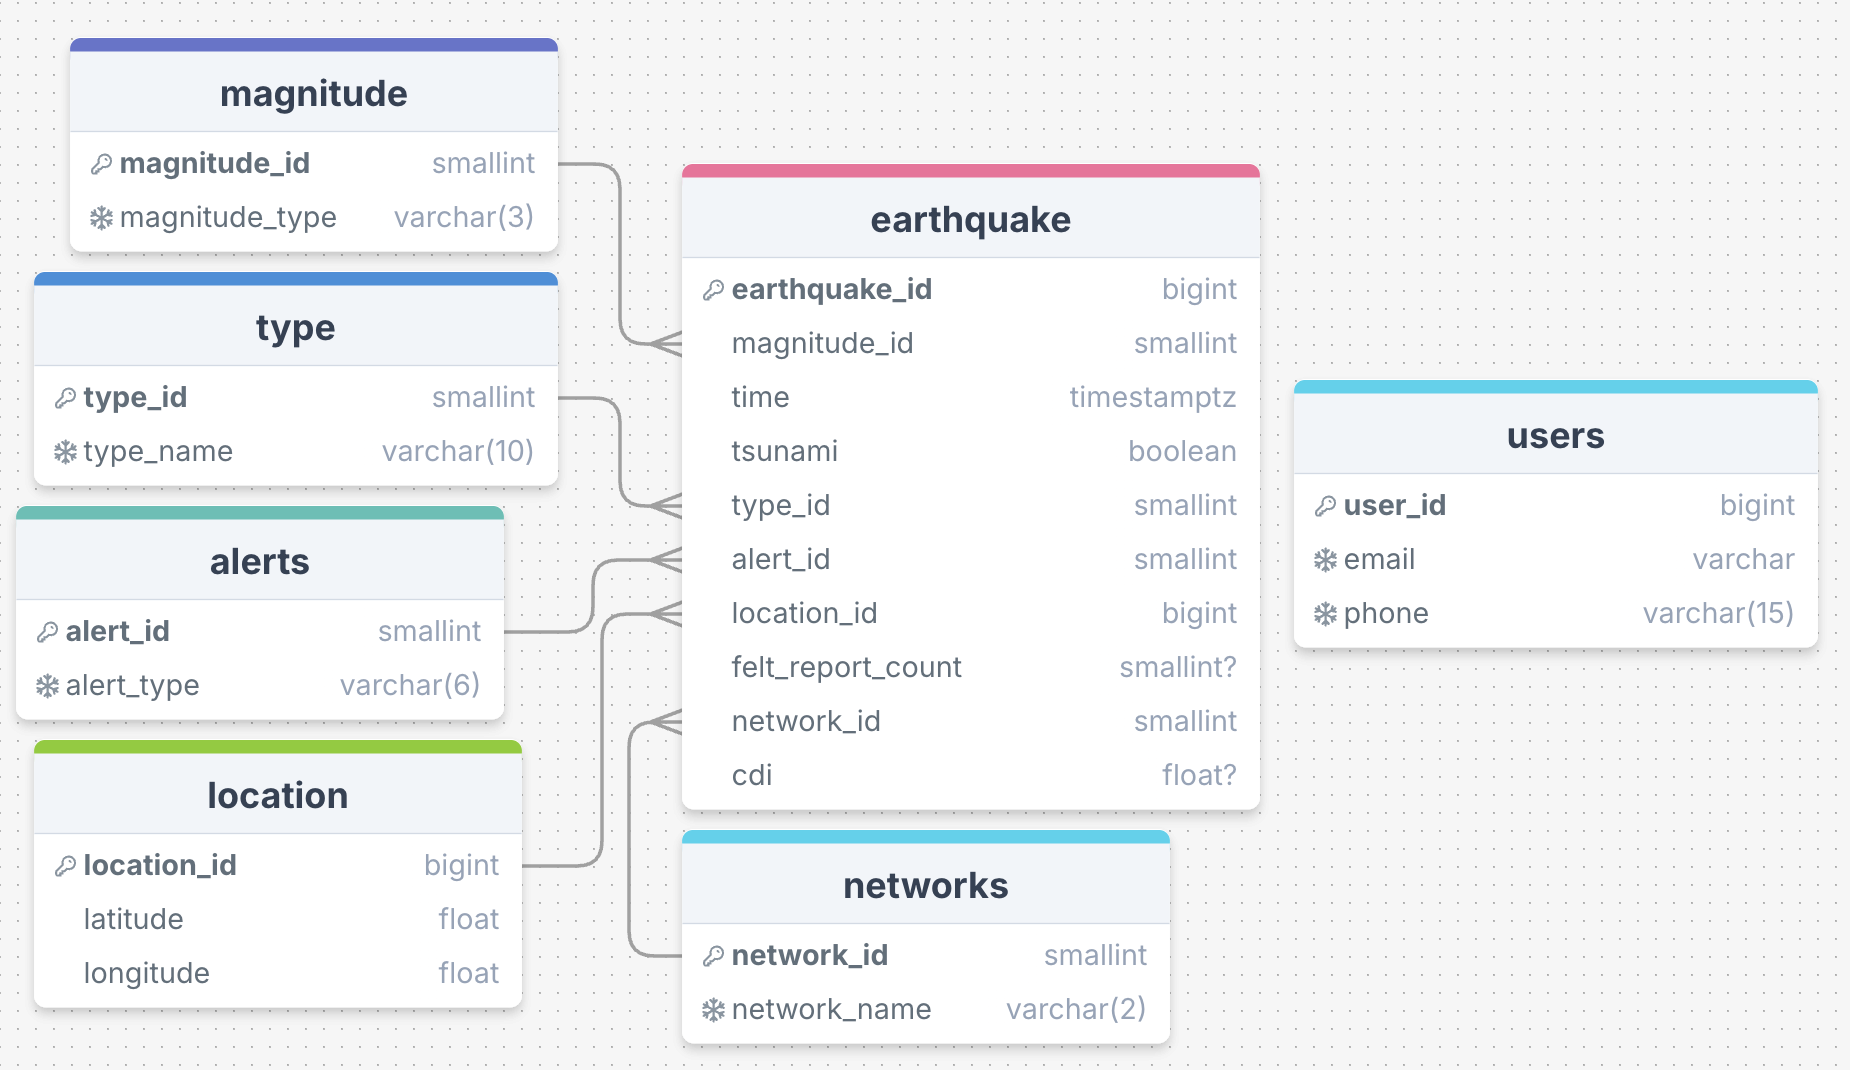 magnitude
magnitude_id smallint
magnitude_type varchar(3)
type
type_id smallint
type_name varchar(10)
alerts
alert_id smallint
alert_type varchar(6)
location
location_id bigint
latitude float
longitude float
earthquake
earthquake_id bigint
magnitude_id smallint
time timestamptz
tsunami boolean
type_id smallint
alert_id smallint
location_id bigint
felt_report_count smallint?
network_id smallint
cdi float?
networks
network_id smallint
network_name varchar(2)
users
user_id bigint
email varchar
phone varchar(15)